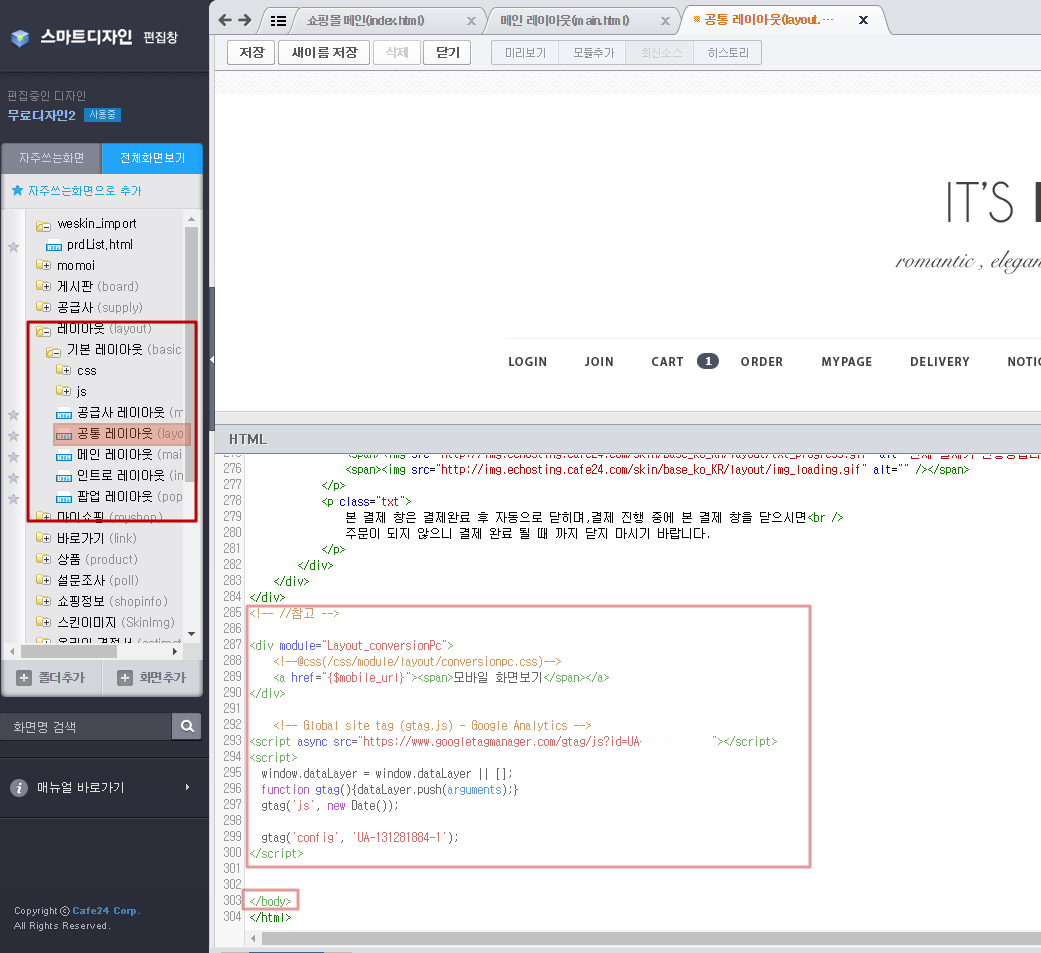 스마트디자인 편집창
편집중인 디자인
무료디자인2 사용중
자주쓰는화면 전체화면보기
자주쓰는화면으로 추가
weskin_import
prdList.html
momoi
게시판 (board)
공급사 (supply)
레이아웃 (layout)
기본 레이아웃 (basic
css
js
공급사 레이아웃 (m
공통 레이아웃 (layo
메인 레이아웃 (mai
인트로 레이아웃 (in
팝업 레이아웃 (pop
마이쇼핑 (myshop)
바로가기 (link)
상품 (product)
설문조사 (poll)
쇼핑정보 (shopinfo)
스킨이미지 (SkinImg)
온라인 견적서 (estimat
폴더추가 화면추가
화면명 검색
매뉴얼 바로가기
Copyright ⓒ Cafe24 Corp.
All Rights Reserved.
쇼핑몰 메인(index.html) x 메인 레이아웃(main.html) x 공통 레이아웃(layout.··· x
저장 새이름 저장 삭제 닫기 미리보기 모듈추가 최신소스 히스토리
IT'S
romantic , elegan
LOGIN JOIN CART 1 ORDER MYPAGE DELIVERY NOTI
HTML
276 <span><img src="http://img.echosting.cafe24.com/skin/base_ko_KR/layout/img_loading.gif" alt="" /></span>
277 </p>
278 <p class="txt">
279 본 결제 창은 결제완료 후 자동으로 닫히며,결제 진행 중에 본 결제 창을 닫으시면<br />
280 주문이 되지 않으니 결제 완료 될 때 까지 닫지 마시기 바랍니다.
281 </p>
282 </div>
283 </div>
284 </div>
285 <!-- //참고 -->
286
287 <div module="Layout_conversionPc">
288 <!--@css(/css/module/layout/conversionpc.css)-->
289 <a href="{$mobile_url}"><span>모바일 화면보기</span></a>
290 </div>
291
292 <!-- Global site tag (gtag.js) - Google Analytics -->
293 <script async src="https://www.googletagmanager.com/gtag/js?id=UA- "></script>
294 <script>
295 window.dataLayer = window.dataLayer || [];
296 function gtag(){dataLayer.push(arguments);}
297 gtag('js', new Date());
298
299 gtag('config', 'UA-131281884-1');
300 </script>
301
302
303 </body>
304 </html>